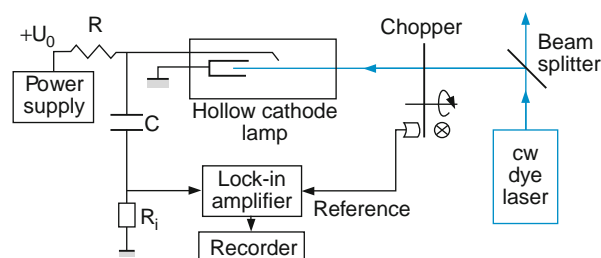 +U0
R
Power
supply
C
Ri
Hollow cathode
lamp
Chopper
Beam
splitter
cw
dye
laser
Lock-in
amplifier
Reference
Recorder